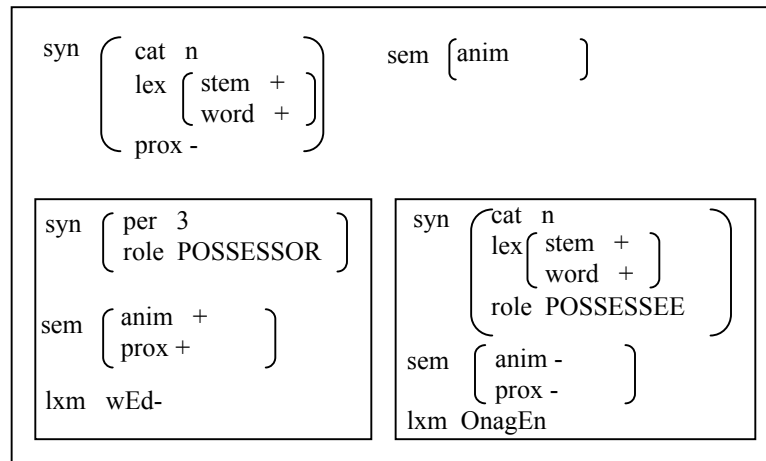 syn cat n sem anim
lex stem +
word +
prox -
syn per 3
role POSSESSOR
sem anim +
prox +
lxm wEd-
syn cat n
lex stem +
word +
role POSSESSEE
sem anim -
prox -
lxm OnagEn